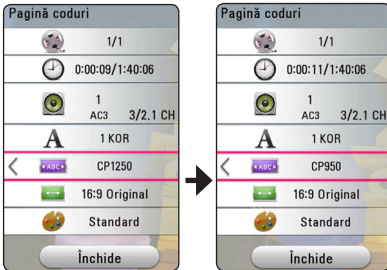 Pagină coduri
1/1
0:00:09/1:40:06
1
AC3 3/2.1 CH
A 1 KOR
ABC CP1250
16:9 Original
Standard
Închide
Pagină coduri
1/1
0:00:11/1:40:06
1
AC3 3/2.1 CH
A 1 KOR
ABC CP950
16:9 Original
Standard
Închide